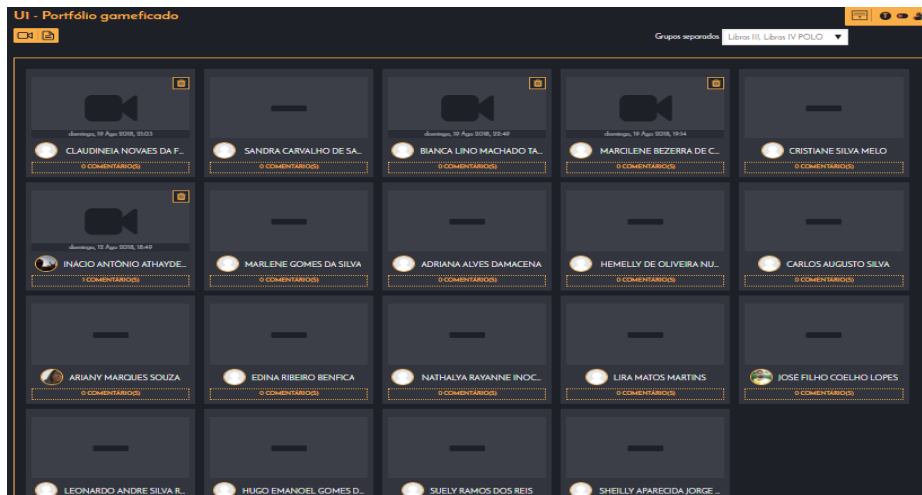 U1 - Portfólio gameficado
Grupos separados Libras III, Libras IV POLO
domingo, 19 Ago 2018, 21:03
domingo, 19 Ago 2018, 22:49
domingo, 19 Ago 2018, 19:14
CLAUDINEIA NOVAES DA F...
SANDRA CARVALHO DE SA...
BIANCA LINO MACHADO TA...
MARCILENE BEZERRA DE C...
CRISTIANE SILVA MELO
0 COMENTÁRIO(S)
0 COMENTÁRIO(S)
0 COMENTÁRIO(S)
0 COMENTÁRIO(S)
0 COMENTÁRIO(S)
domingo, 12 Ago 2018, 18:49
INÁCIO ANTÔNIO ATHAYDE...
MARLENE GOMES DA SILVA
ADRIANA ALVES DAMACENA
HEMELLY DE OLIVEIRA NU...
CARLOS AUGUSTO SILVA
1 COMENTÁRIO(S)
0 COMENTÁRIO(S)
0 COMENTÁRIO(S)
0 COMENTÁRIO(S)
0 COMENTÁRIO(S)
ARIANY MARQUES SOUZA
EDINA RIBEIRO BENFICA
NATHALYA RAYANNE INOC...
LIRA MATOS MARTINS
JOSE FILHO COELHO LOPES
0 COMENTÁRIO(S)
0 COMENTÁRIO(S)
0 COMENTÁRIO(S)
0 COMENTÁRIO(S)
0 COMENTÁRIO(S)
LEONARDO ANDRE SILVA R...
HUGO EMANOEL GOMES D...
SUELY RAMOS DOS REIS
SHEILLY APARECIDA JORGE ...